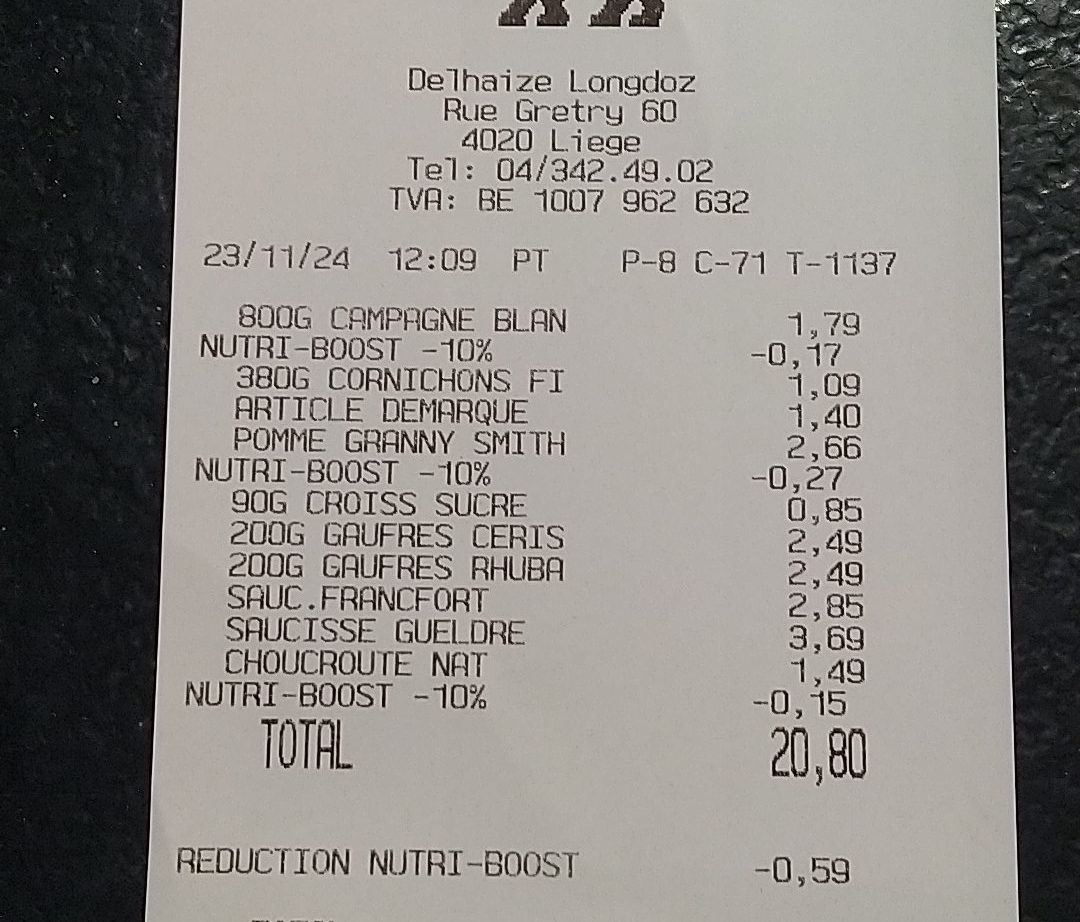 Delhaize Longdoz
Rue Gretry 60
4020 Liege
Tel: 04/342.49.02
TVA: BE 1007 962 632
23/11/24 12:09 PT P-8 C-71 T-1137
800G CAMPAGNE BLAN 1,79
NUTRI-BOOST -10% -0,17
380G CORNICHONS FI 1,09
ARTICLE DEMARQUE 1,40
POMME GRANNY SMITH 2,66
NUTRI-BOOST -10% -0,27
90G CROISS SUCRE 0,85
200G GAUFRES CERIS 2,49
200G GAUFRES RHUBA 2,49
SAUC.FRANCFORT 2,85
SAUCISSE GUELDRE 3,69
CHOUCROUTE NAT 1,49
NUTRI-BOOST -10% -0,15
TOTAL 20,80
REDUCTION NUTRI-BOOST -0,59